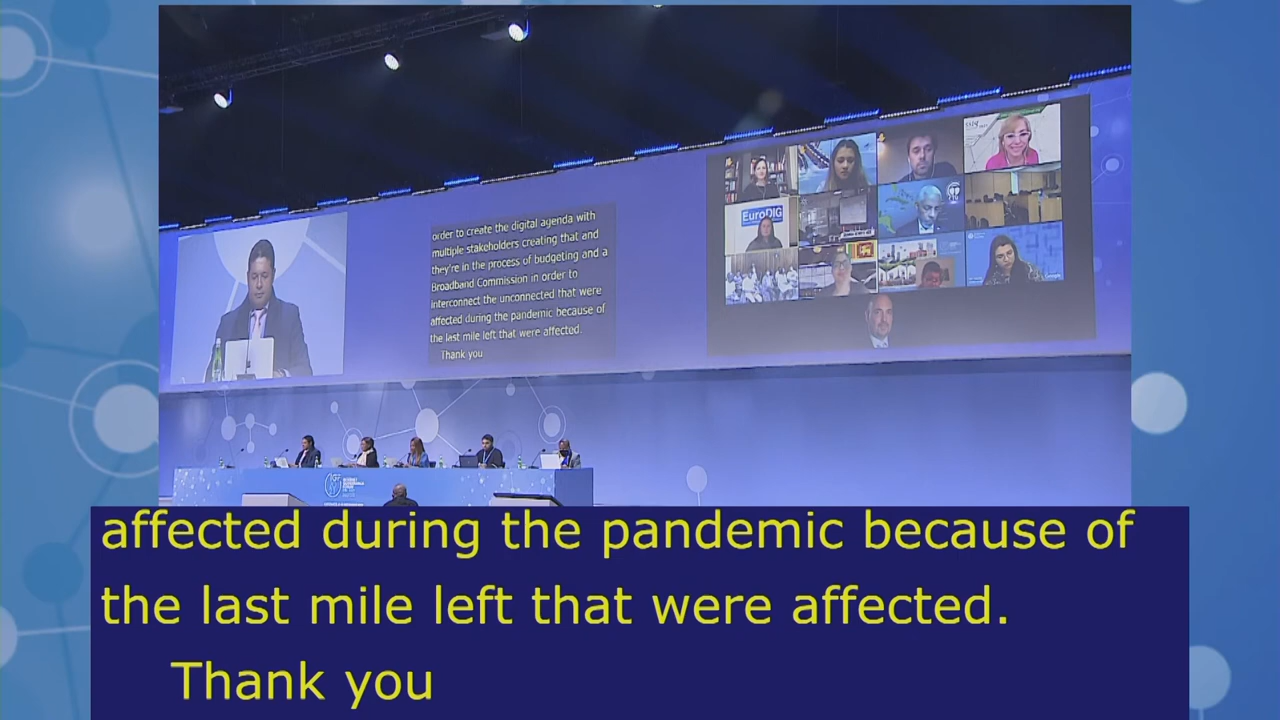 order to create the digital agenda with
multiple stakeholders creating that and
they're in the process of budgeting and a
Broadband Commission in order to
interconnect the unconnected that were
affected during the pandemic because of
the last mile left that were affected.
Thank you
EuroDIG
IGF
affected during the pandemic because of
the last mile left that were affected.
Thank you